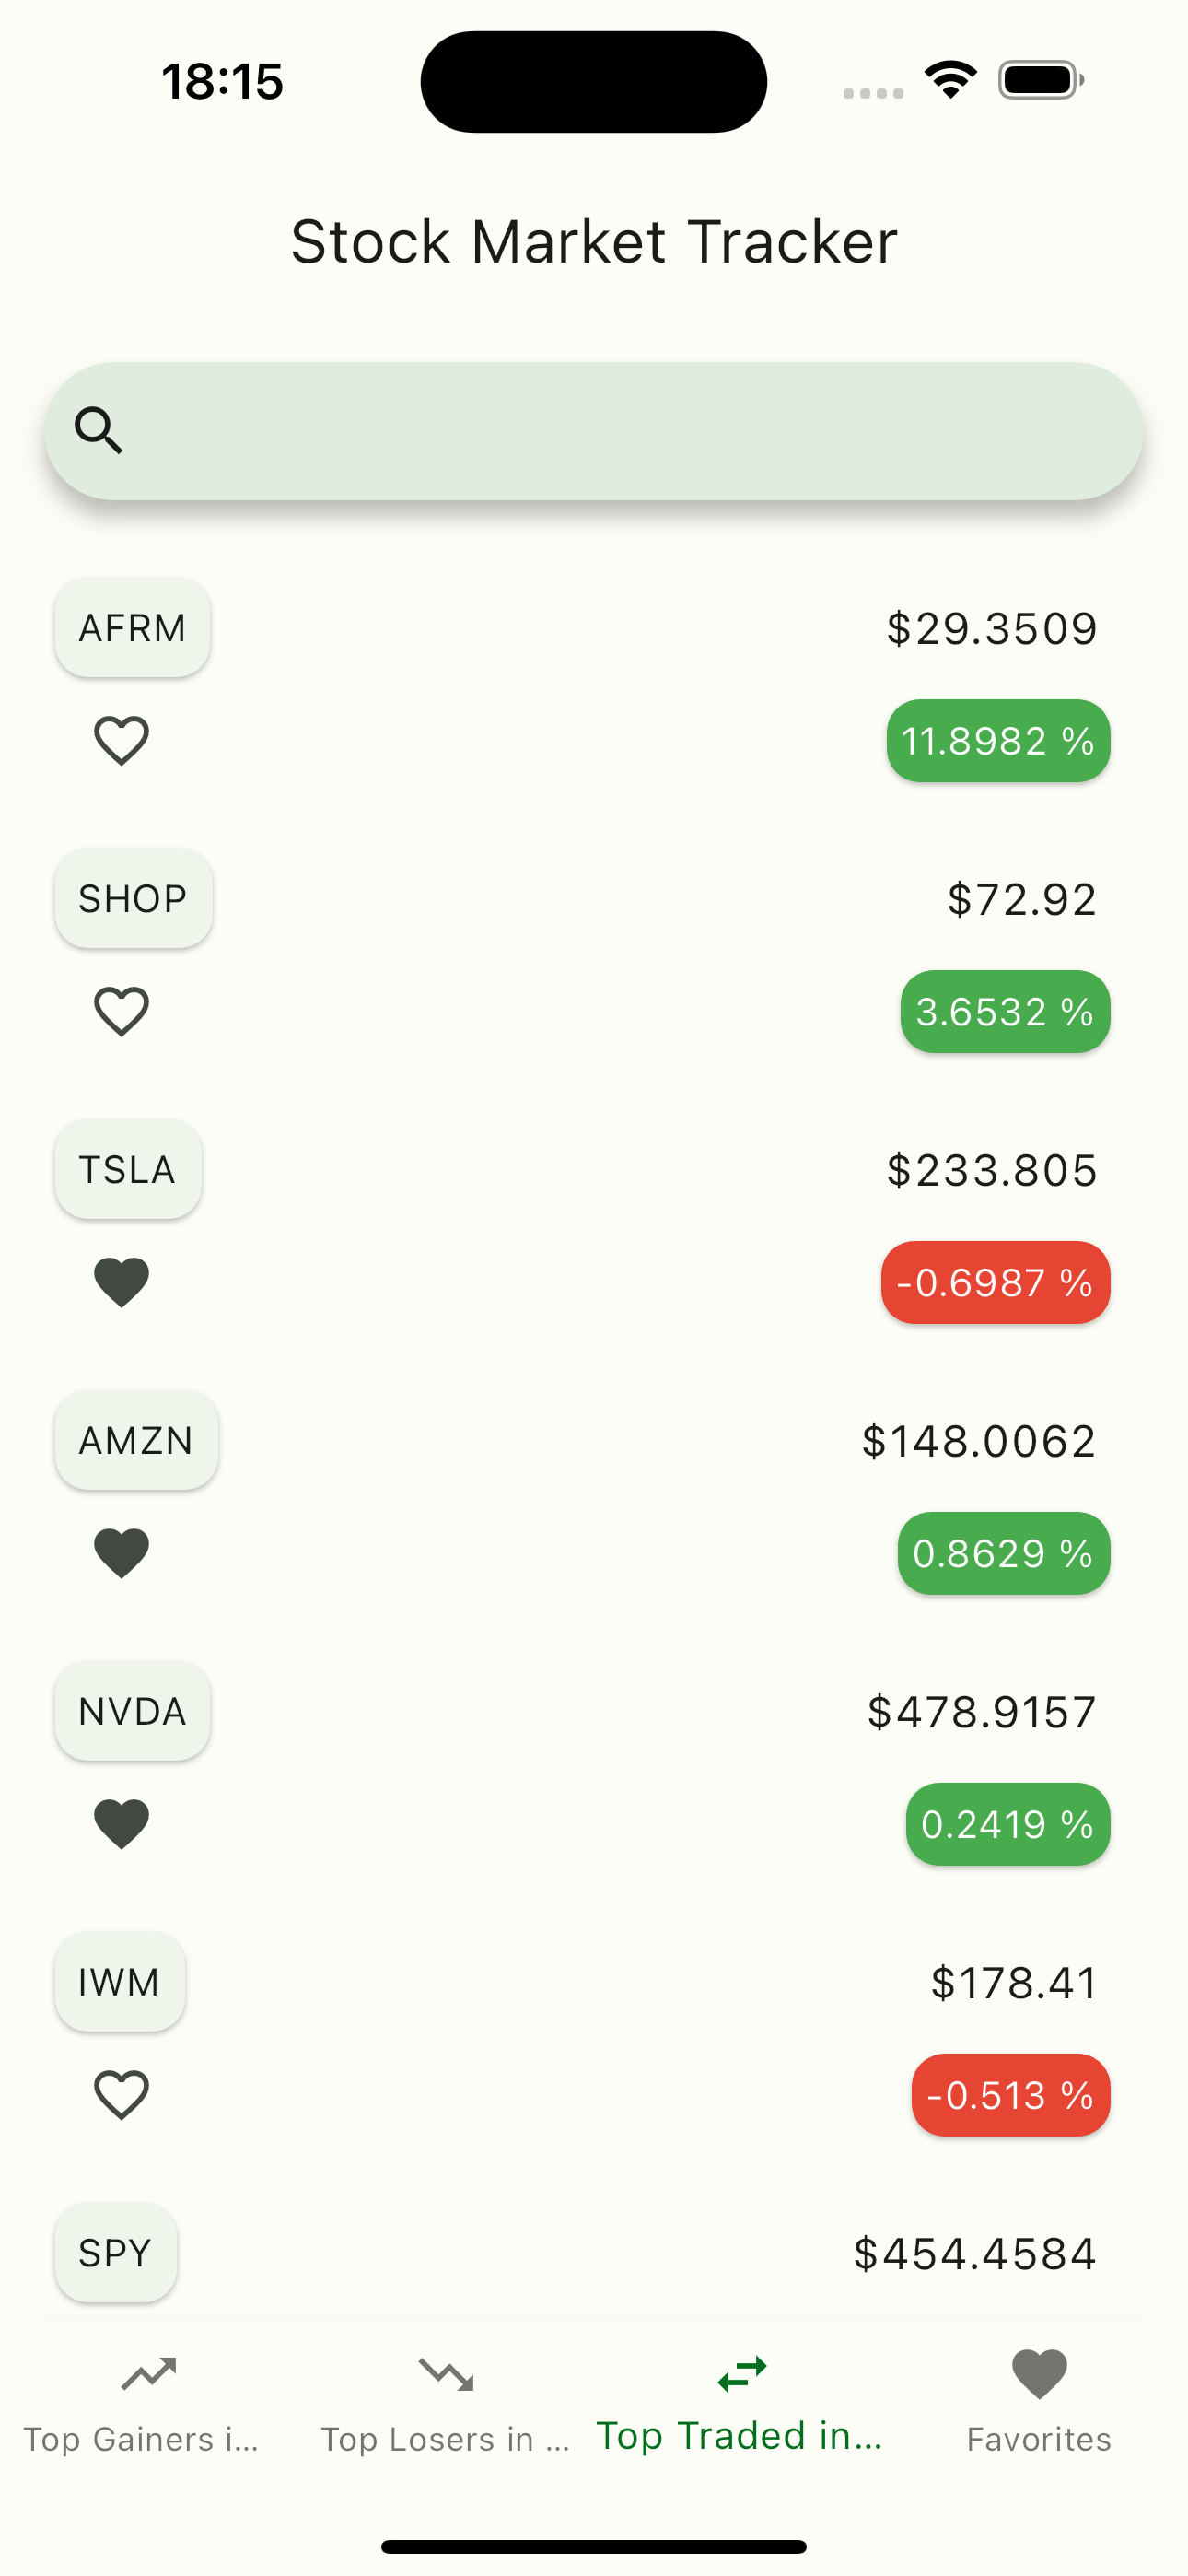 18:15
Stock Market Tracker
AFRM
$29.3509
11.8982 %
SHOP
$72.92
3.6532 %
TSLA
$233.805
-0.6987 %
AMZN
$148.0062
0.8629 %
NVDA
$478.9157
0.2419 %
IWM
$178.41
-0.513 %
SPY
$454.4584
Top Gainers i...
Top Losers in ...
Top Traded in...
Favorites